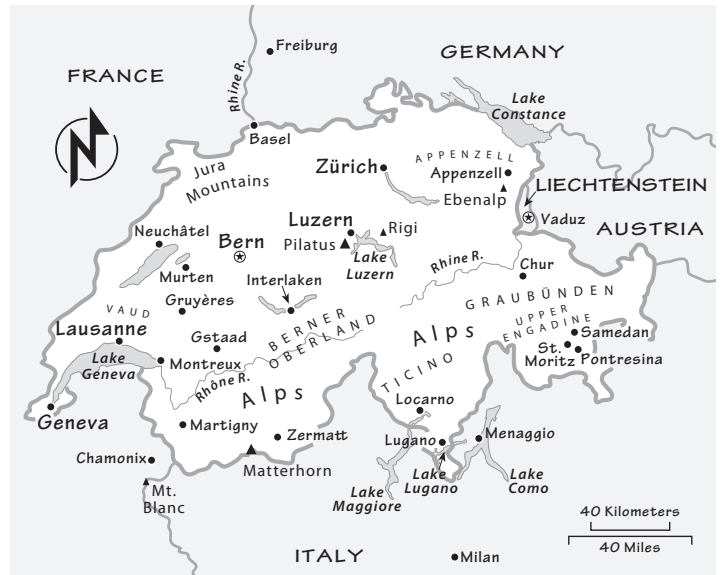 Freiburg
GERMANY
FRANCE
Rhine R.
Lake
Constance
Basel
Jura
Mountains
Zürich
APPENZELL
Appenzell
LIECHTENSTEIN
Ebenalp
Vaduz
AUSTRIA
Neuchâtel
Luzern
Rigi
Bern
Pilatus
Lake
Luzern
Murten
Interlaken
Rhine R.
Chur
Gruyères
GRAUBÜNDEN
VAUD
BERNER
OBERLAND
UPPER
ENGADINE
Lausanne
Gstaad
Alps
Samedan
St.
Moritz
Pontresina
Lake
Geneva
Montreux
Rhône R.
TICINO
Alps
Locarno
Geneva
Martigny
Zermatt
Lugano
Menaggio
Chamonix
Matterhorn
Lake
Lugano
Lake
Como
Mt.
Blanc
Lake
Maggiore
40 Kilometers
40 Miles
ITALY
Milan
N